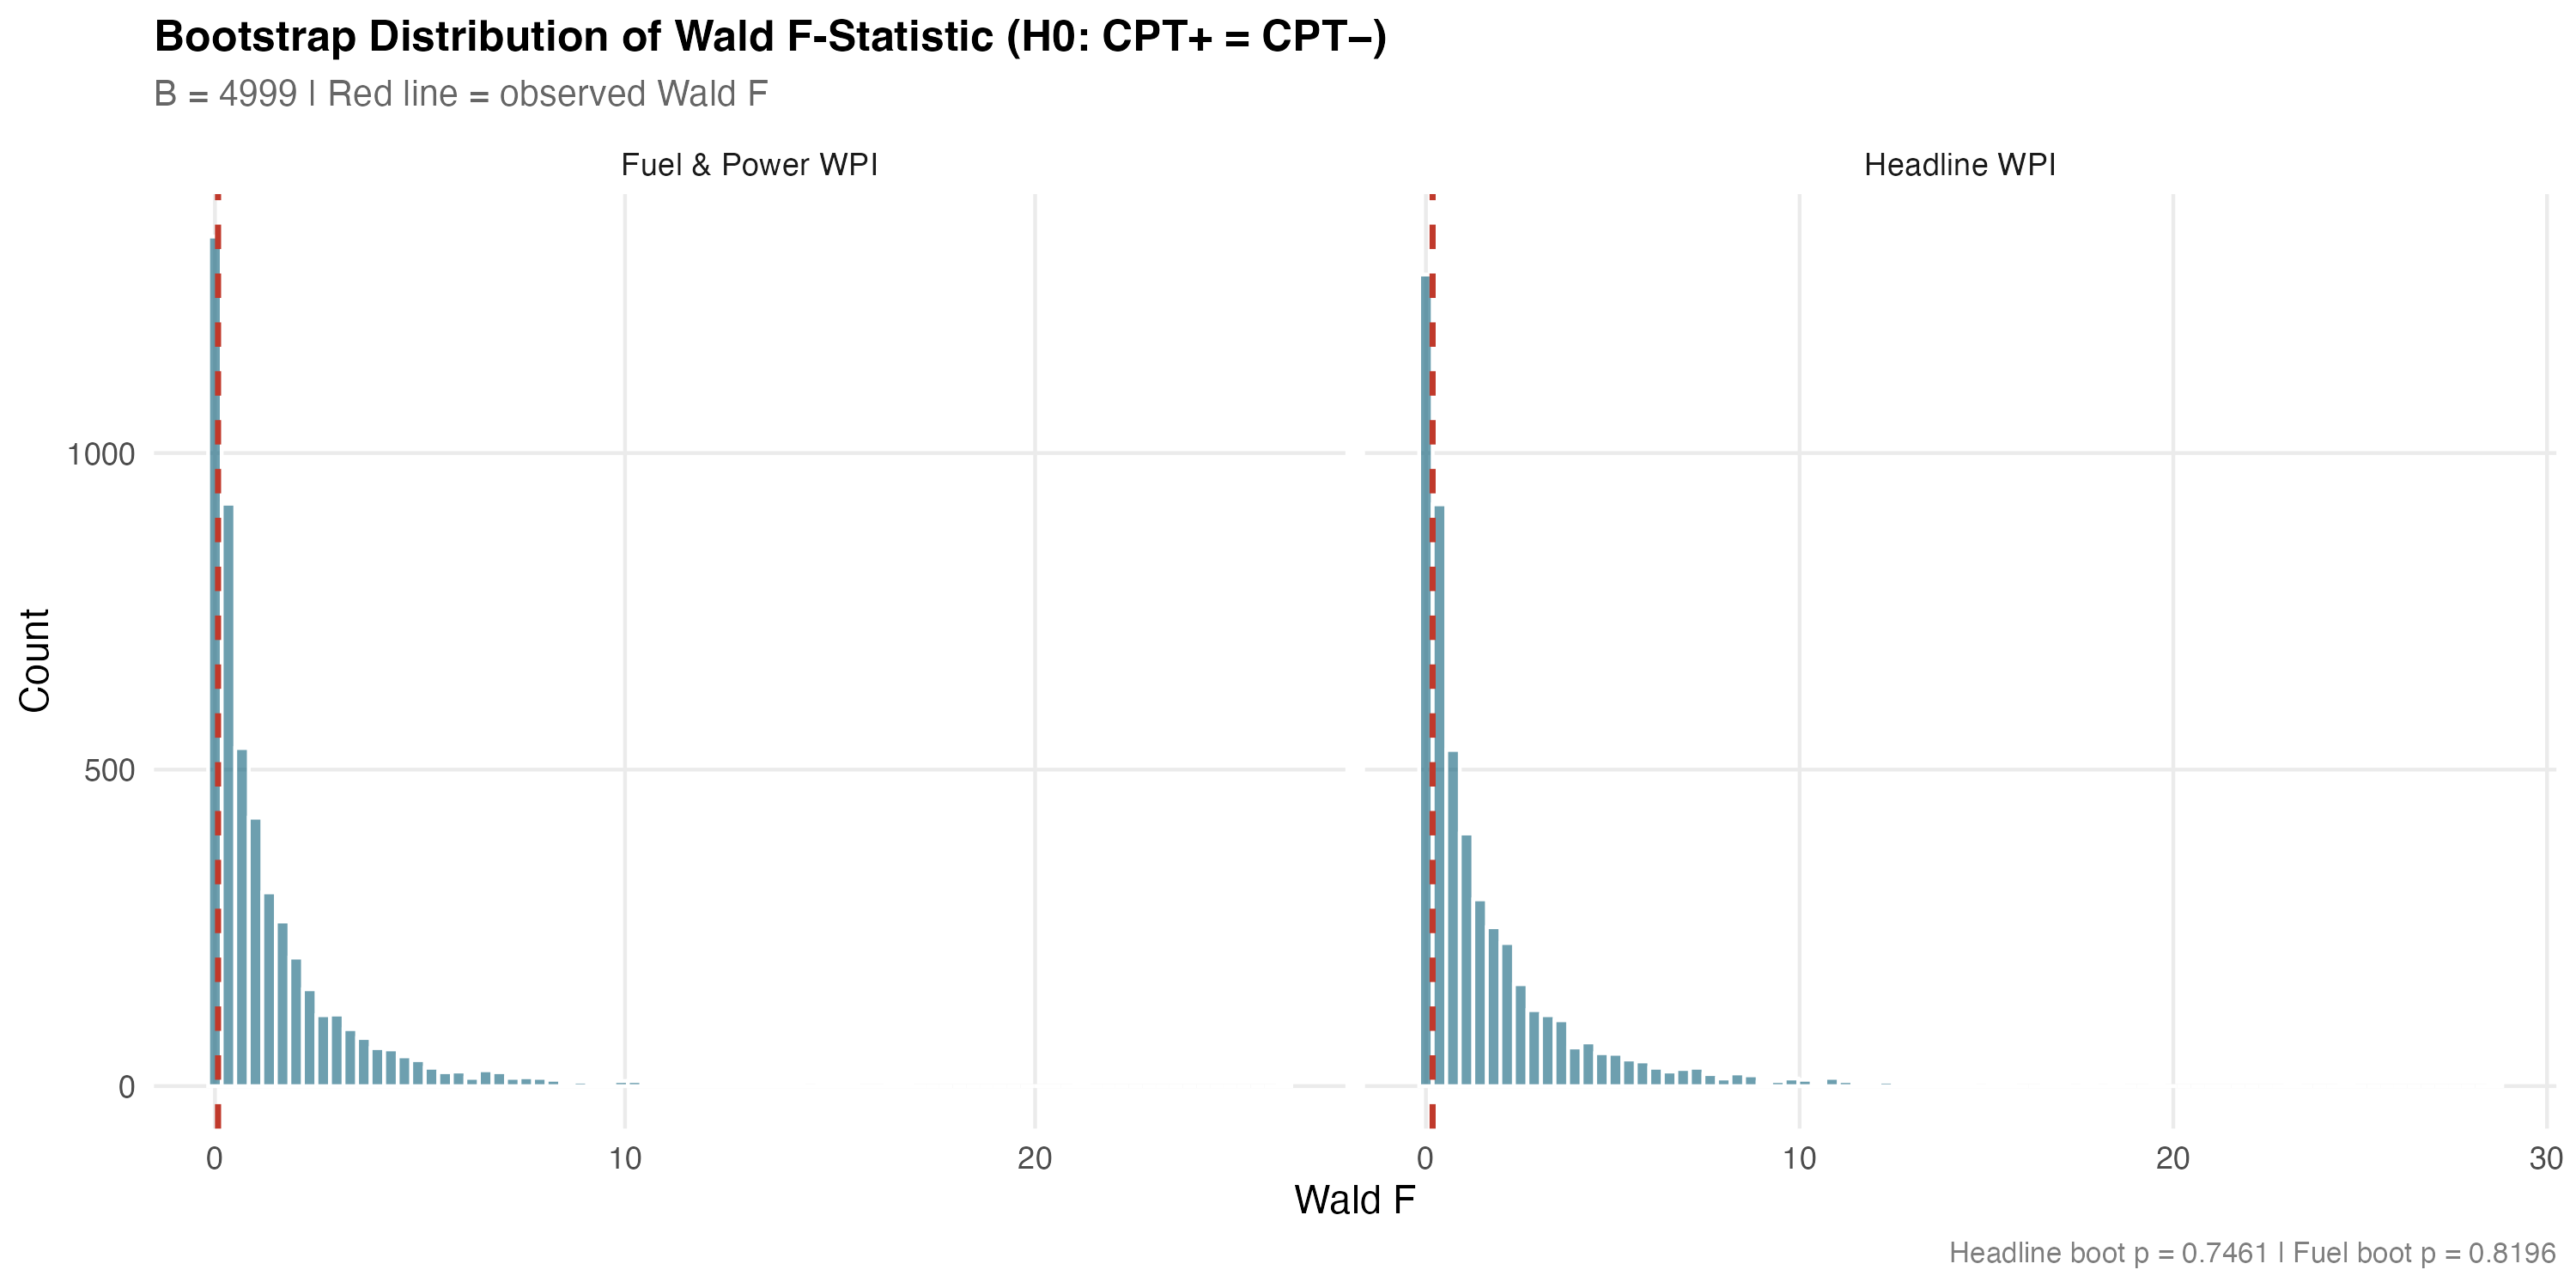 Bootstrap Distribution of Wald F-Statistic (H0: CPT+ = CPT−)
B = 4999 | Red line = observed Wald F
Fuel & Power WPI
Headline WPI
Count
1000
500
0
0 10 20
0 10 20 30
Wald F
Headline boot p = 0.7461 | Fuel boot p = 0.8196